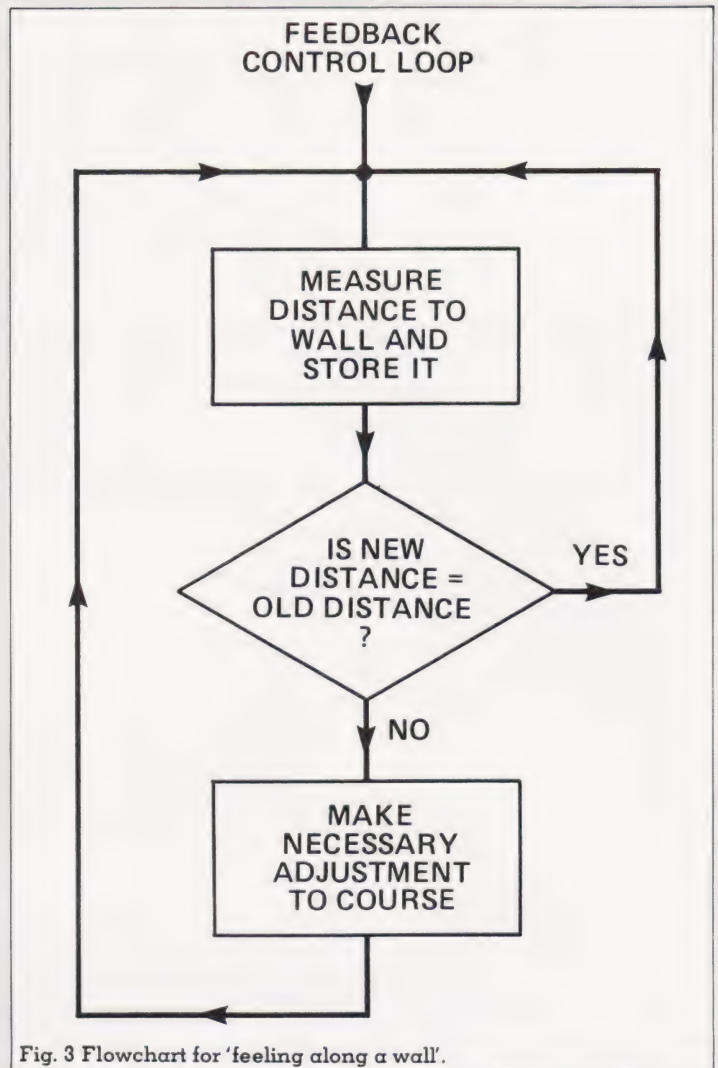 FEEDBACK
CONTROL LOOP
MEASURE
DISTANCE TO
WALL AND
STORE IT
IS NEW
DISTANCE =
OLD DISTANCE
?
YES
NO
MAKE
NECESSARY
ADJUSTMENT
TO COURSE
Fig. 3 Flowchart for 'feeling along a wall'.